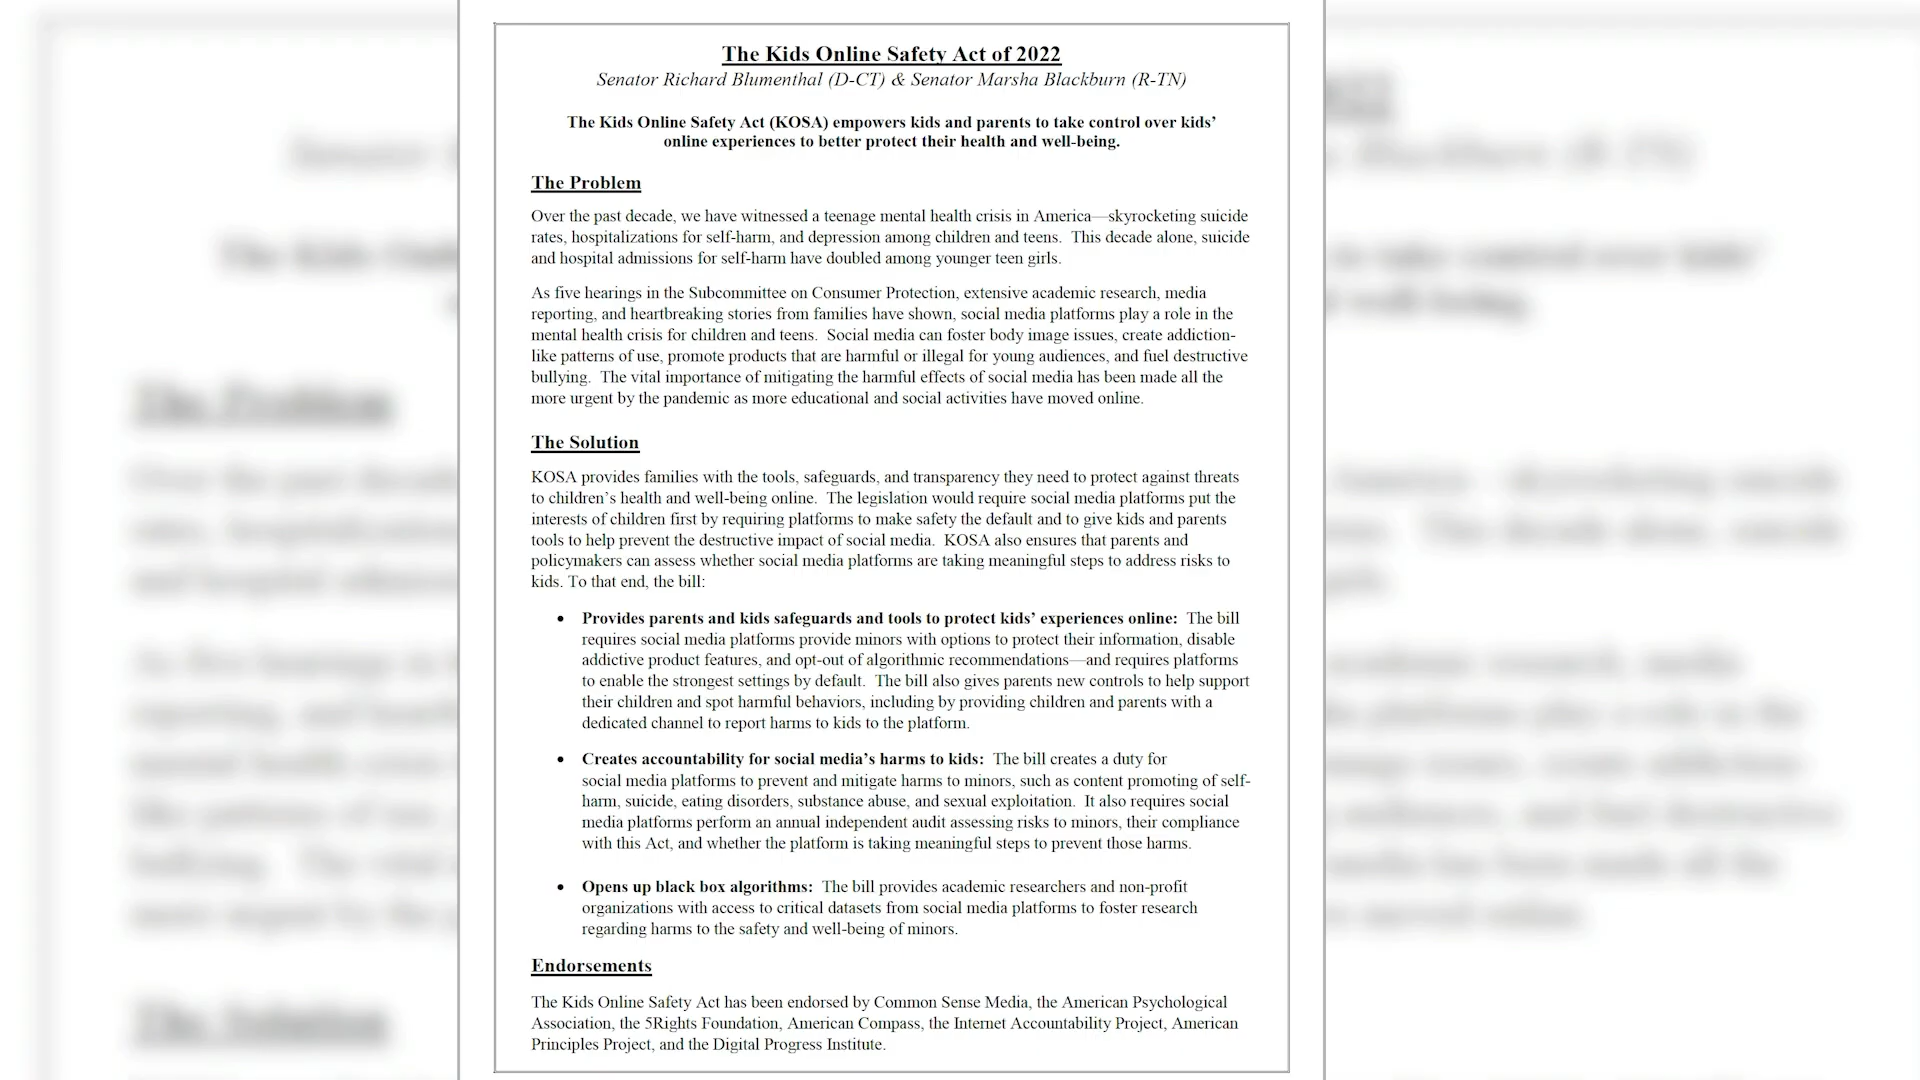 The Kids Online Safety Act of 2022
Senator Richard Blumenthal (D-CT) & Senator Marsha Blackburn (R-TN)
The Kids Online Safety Act (KOSA) empowers kids and parents to take control over kids’
online experiences to better protect their health and well-being.
The Problem
Over the past decade, we have witnessed a teenage mental health crisis in America—skyrocketing suicide
rates, hospitalizations for self-harm, and depression among children and teens.  This decade alone, suicide
and hospital admissions for self-harm have doubled among younger teen girls.
As five hearings in the Subcommittee on Consumer Protection, extensive academic research, media
reporting, and heartbreaking stories from families have shown, social media platforms play a role in the
mental health crisis for children and teens.  Social media can foster body image issues, create addiction-
like patterns of use, promote products that are harmful or illegal for young audiences, and fuel destructive
bullying.  The vital importance of mitigating the harmful effects of social media has been made all the
more urgent by the pandemic as more educational and social activities have moved online.
The Solution
KOSA provides families with the tools, safeguards, and transparency they need to protect against threats
to children’s health and well-being online.  The legislation would require social media platforms put the
interests of children first by requiring platforms to make safety the default and to give kids and parents
tools to help prevent the destructive impact of social media.  KOSA also ensures that parents and
policymakers can assess whether social media platforms are taking meaningful steps to address risks to
kids. To that end, the bill:
• Provides parents and kids safeguards and tools to protect kids’ experiences online:  The bill
requires social media platforms provide minors with options to protect their information, disable
addictive product features, and opt-out of algorithmic recommendations—and requires platforms
to enable the strongest settings by default.  The bill also gives parents new controls to help support
their children and spot harmful behaviors, including by providing children and parents with a
dedicated channel to report harms to kids to the platform.
• Creates accountability for social media’s harms to kids:  The bill creates a duty for
social media platforms to prevent and mitigate harms to minors, such as content promoting of self-
harm, suicide, eating disorders, substance abuse, and sexual exploitation.  It also requires social
media platforms perform an annual independent audit assessing risks to minors, their compliance
with this Act, and whether the platform is taking meaningful steps to prevent those harms.
• Opens up black box algorithms:  The bill provides academic researchers and non-profit
organizations with access to critical datasets from social media platforms to foster research
regarding harms to the safety and well-being of minors.
Endorsements
The Kids Online Safety Act has been endorsed by Common Sense Media, the American Psychological
Association, the 5Rights Foundation, American Compass, the Internet Accountability Project, American
Principles Project, and the Digital Progress Institute.